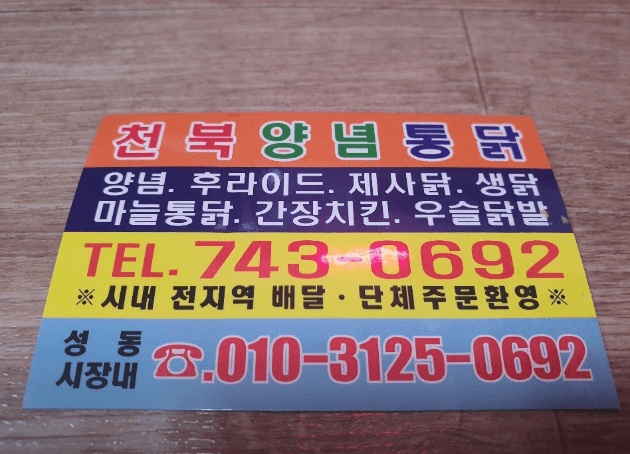 천북양념통닭
양념. 후라이드. 제사닭. 생닭
마늘통닭. 간장치킨. 우슬닭발
TEL. 743-0692
※시내 전지역 배달·단체주문환영※
성동 시장내 ☎.010-3125-0692